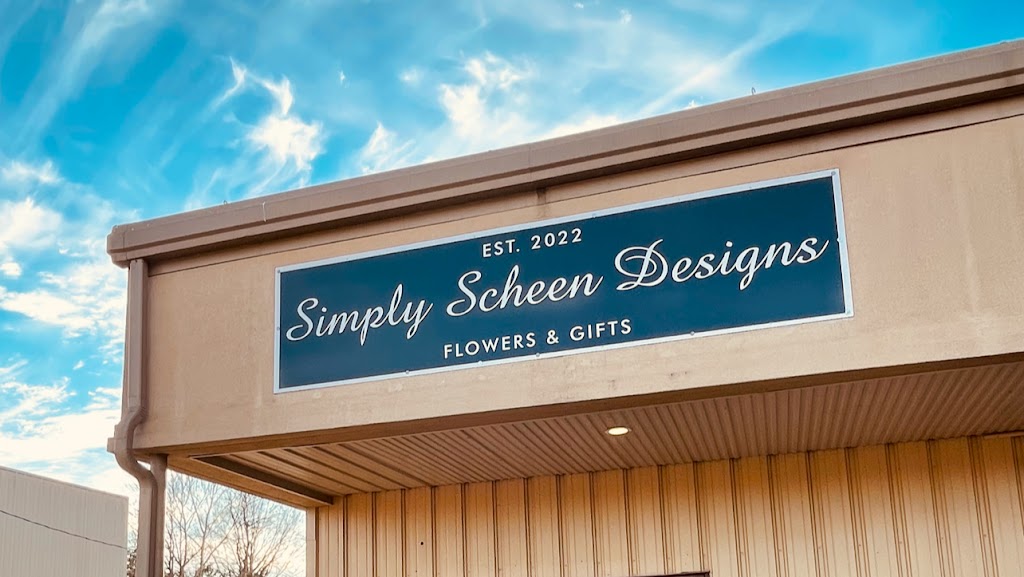 EST. 2022
Simply Scheen Designs
FLOWERS & GIFTS